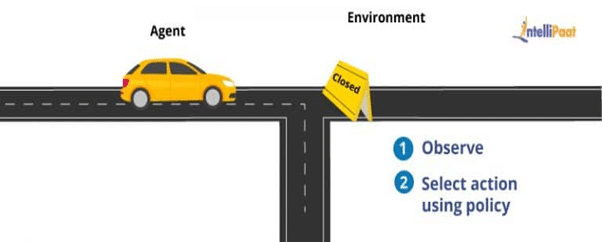 Agent
Environment
IntelliPaat
Closed
1 Observe
2 Select action
using policy